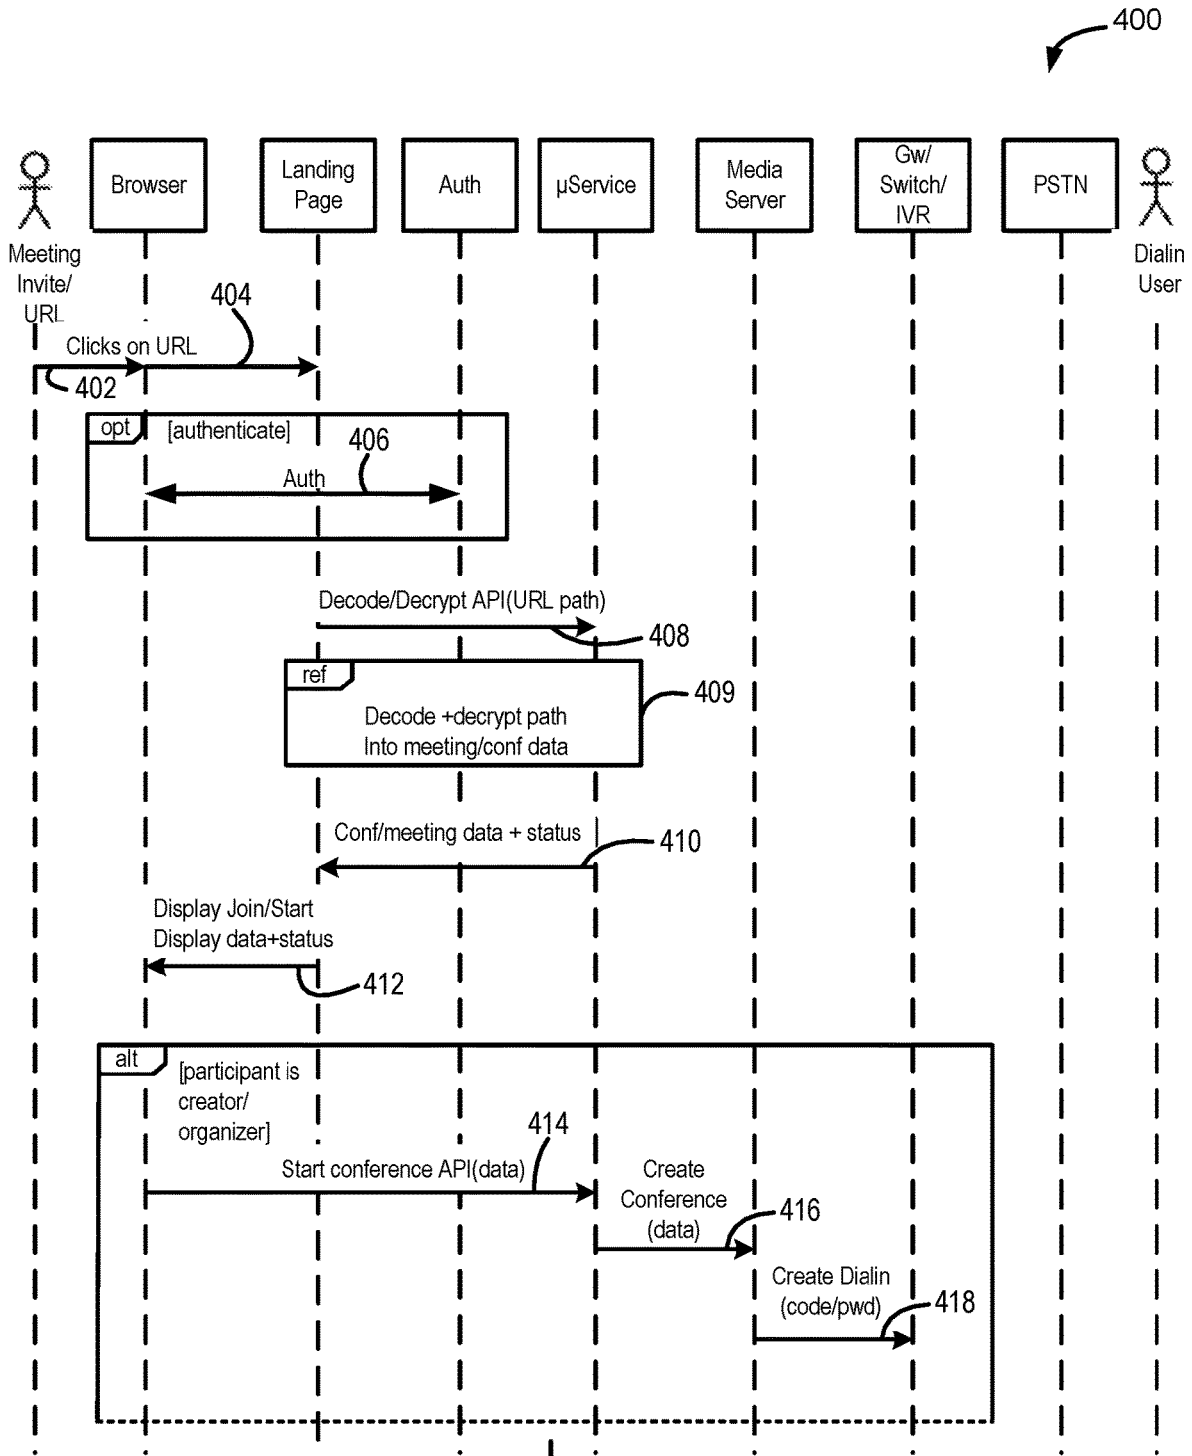 400
Browser
Landing
Page
Auth
µService
Media
Server
Gw/
Switch/
IVR
PSTN
Meeting
Invite/
URL
Dialin
User
404
Clicks on URL
402
opt
[authenticate]
406
Auth
Decode/Decrypt API(URL path)
408
ref
409
Decode +decrypt path
Into meeting/conf data
Conf/meeting data + status
410
Display Join/Start
Display data+status
412
alt
[participant is
creator/
organizer]
414
Start conference API(data)
Create
Conference
(data)
416
Create Dialin
(code/pwd)
418